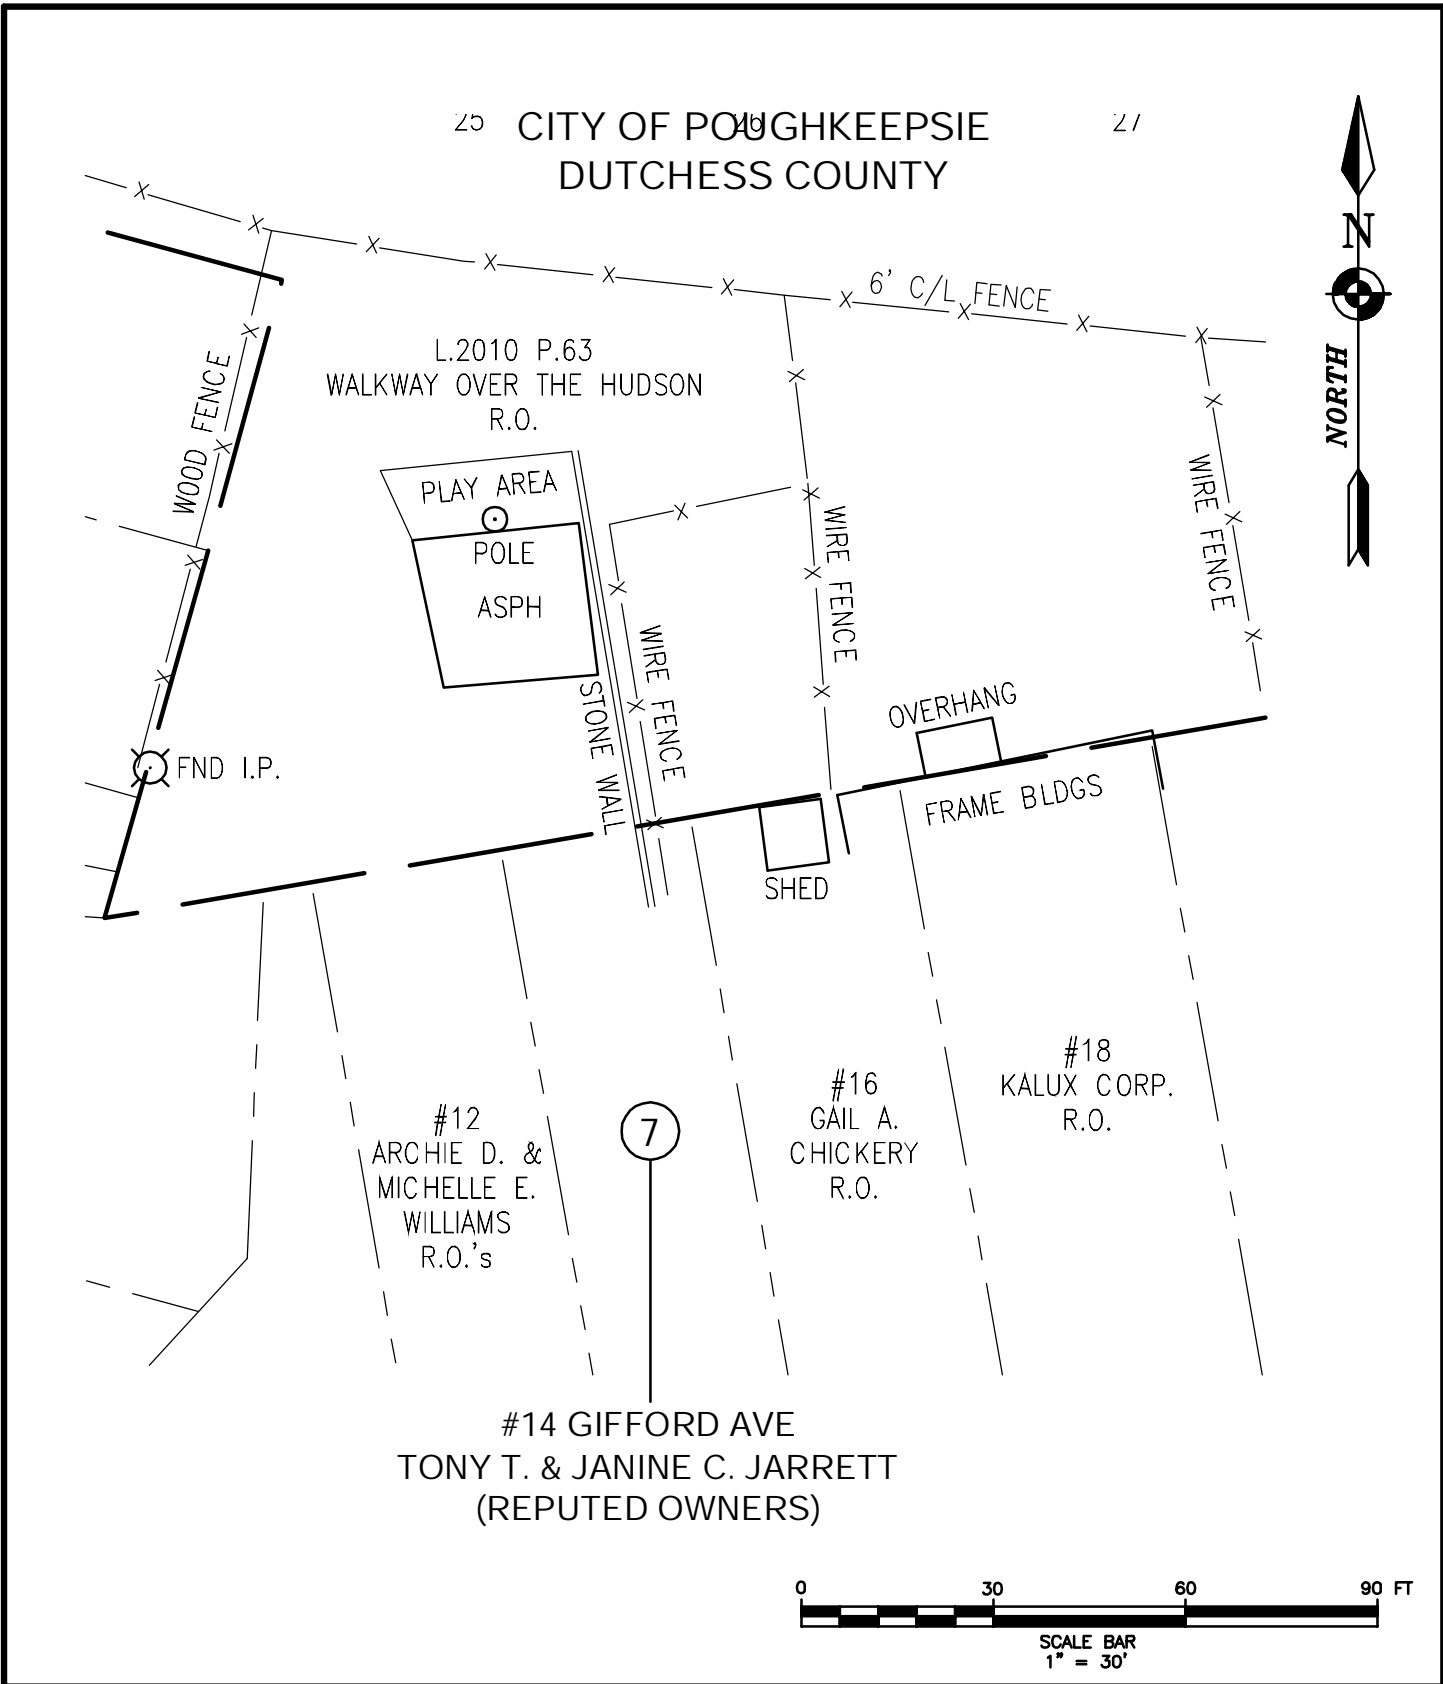 25
CITY OF POUGHKEEPSIE
26
27
DUTCHESS COUNTY
N
NORTH
6' C/L FENCE
L.2010 P.63
WALKWAY OVER THE HUDSON
R.O.
WOOD FENCE
PLAY AREA
POLE
ASPH
WIRE FENCE
WIRE FENCE
WIRE FENCE
STONE WALL
OVERHANG
FND I.P.
FRAME BLDGS
SHED
#12
ARCHIE D. &
MICHELLE E.
WILLIAMS
R.O.'s
7
#16
GAIL A.
CHICKERY
R.O.
#18
KALUX CORP.
R.O.
#14 GIFFORD AVE
TONY T. & JANINE C. JARRETT
(REPUTED OWNERS)
0 30 60 90 FT
SCALE BAR
1" = 30'